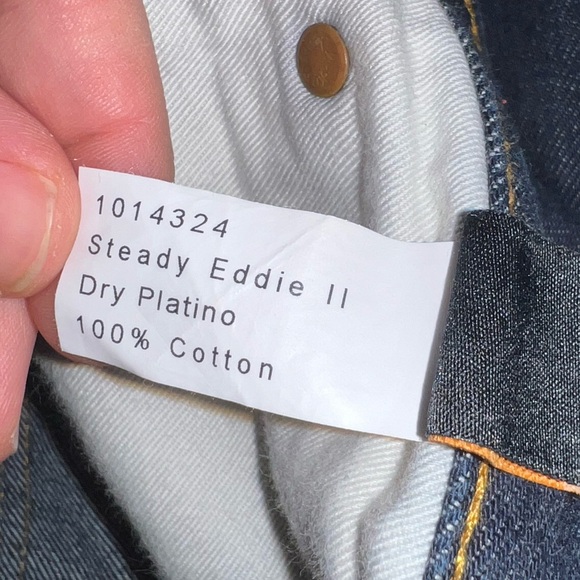 1014324
Steady Eddie II
Dry Platino
100% Cotton